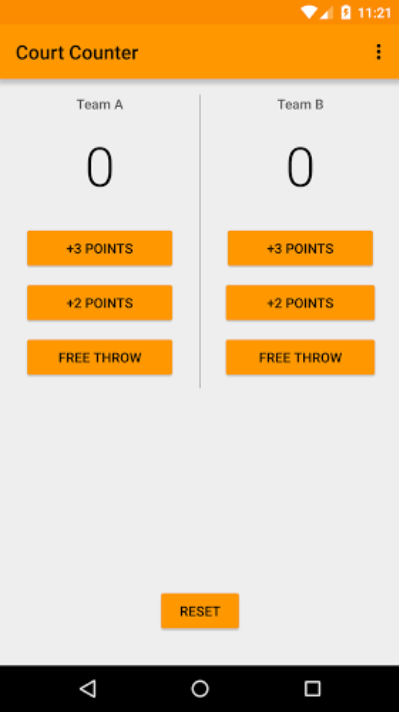 11:21
Court Counter
Team A
Team B
0
0
+3 POINTS
+3 POINTS
+2 POINTS
+2 POINTS
FREE THROW
FREE THROW
RESET